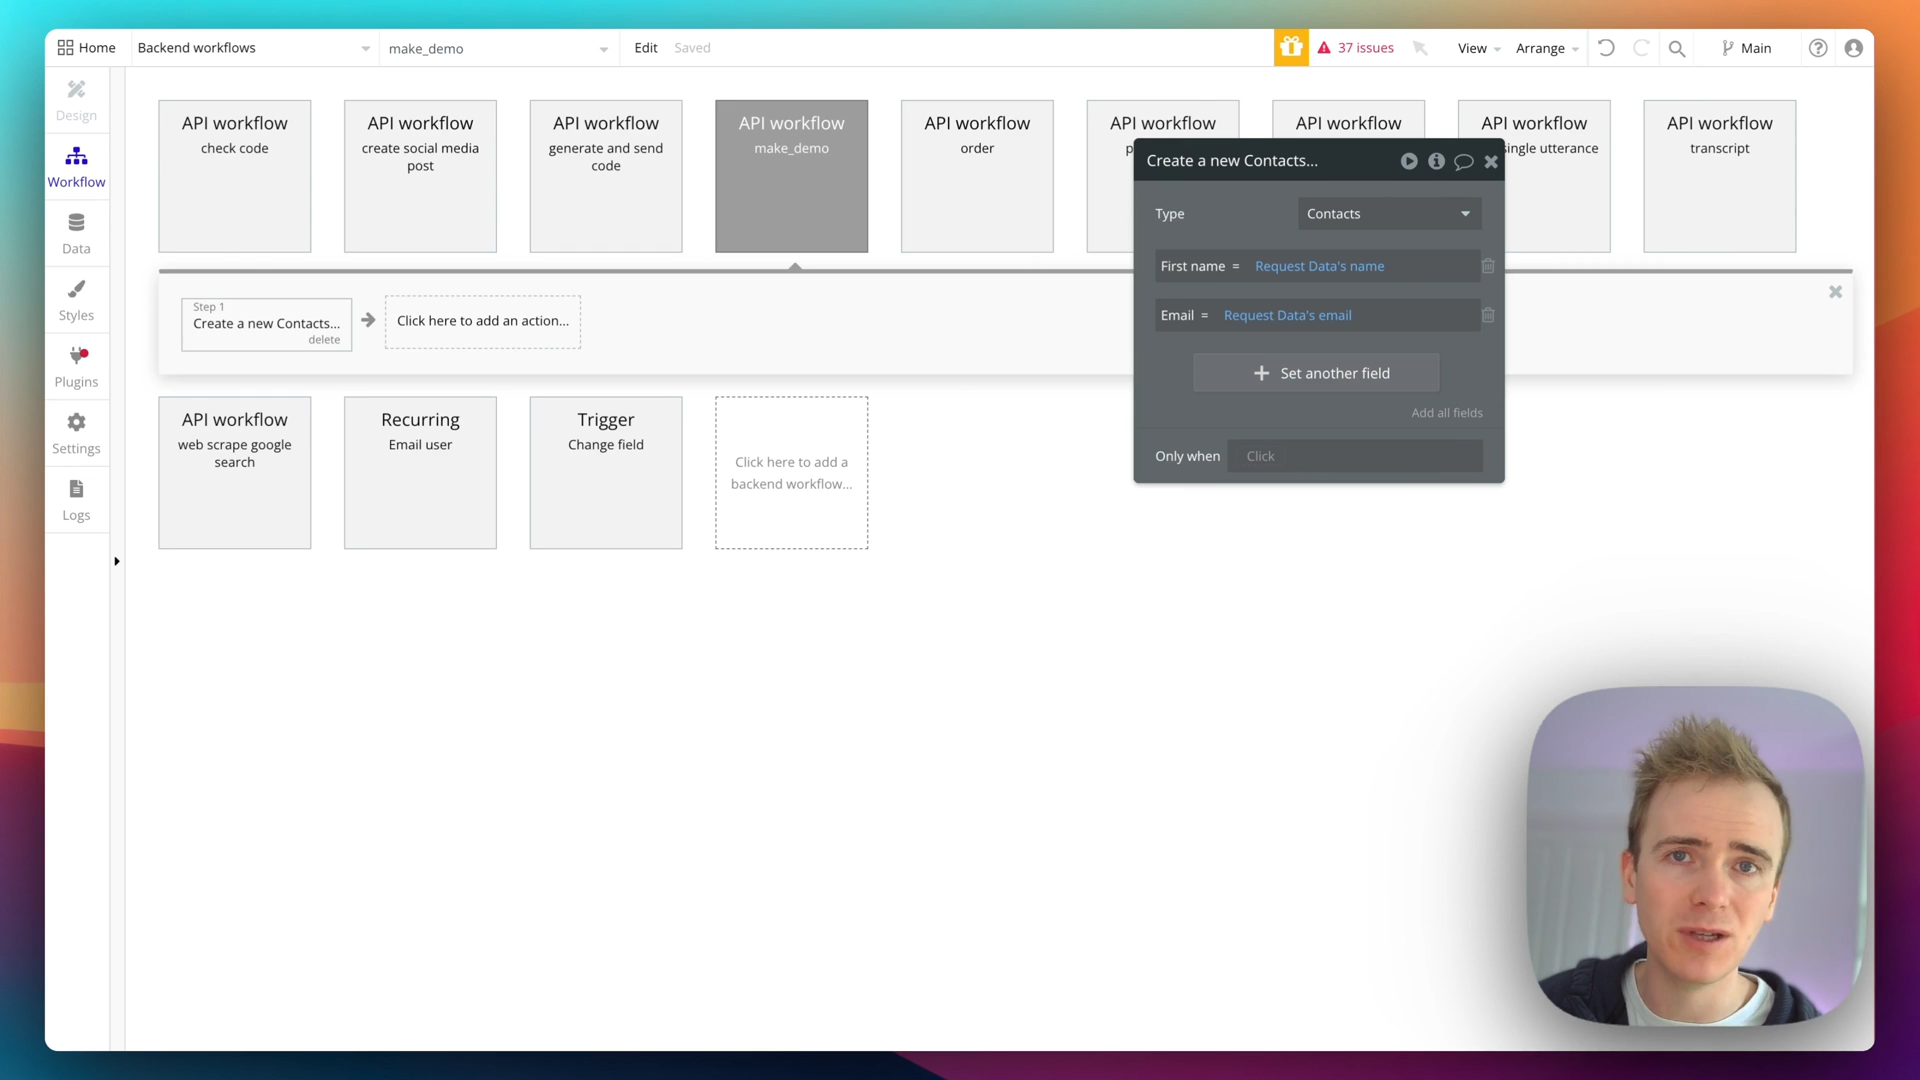 Home
Backend workflows
make_demo
Edit
Saved
37 issues
View
Arrange
Main
Design
Workflow
Data
Styles
Plugins
Settings
Logs
API workflow
check code
API workflow
create social media
post
API workflow
generate and send
code
API workflow
make_demo
API workflow
order
API workflow
API workflow
API workflow
single utterance
API workflow
transcript
Create a new Contacts...
Type
Contacts
First name =
Request Data's name
Email =
Request Data's email
Set another field
Add all fields
Only when
Click
Step 1
Create a new Contacts...
delete
Click here to add an action...
API workflow
web scrape google
search
Recurring
Email user
Trigger
Change field
Click here to add a
backend workflow...